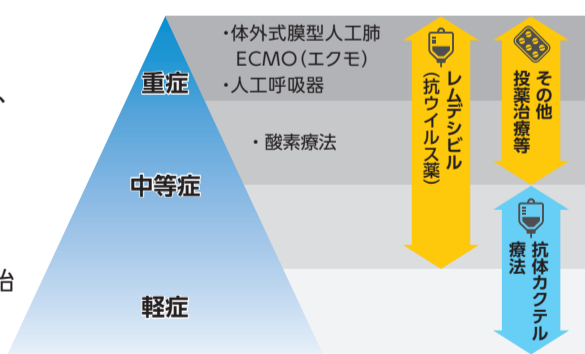 、
治
重症
中等症
軽症
・体外式膜型人工肺
ECMO（エクモ）
・人工呼吸器
・酸素療法
レムデシビル
（抗ウイルス薬）
その他
投薬治療等
抗体カクテル
療法